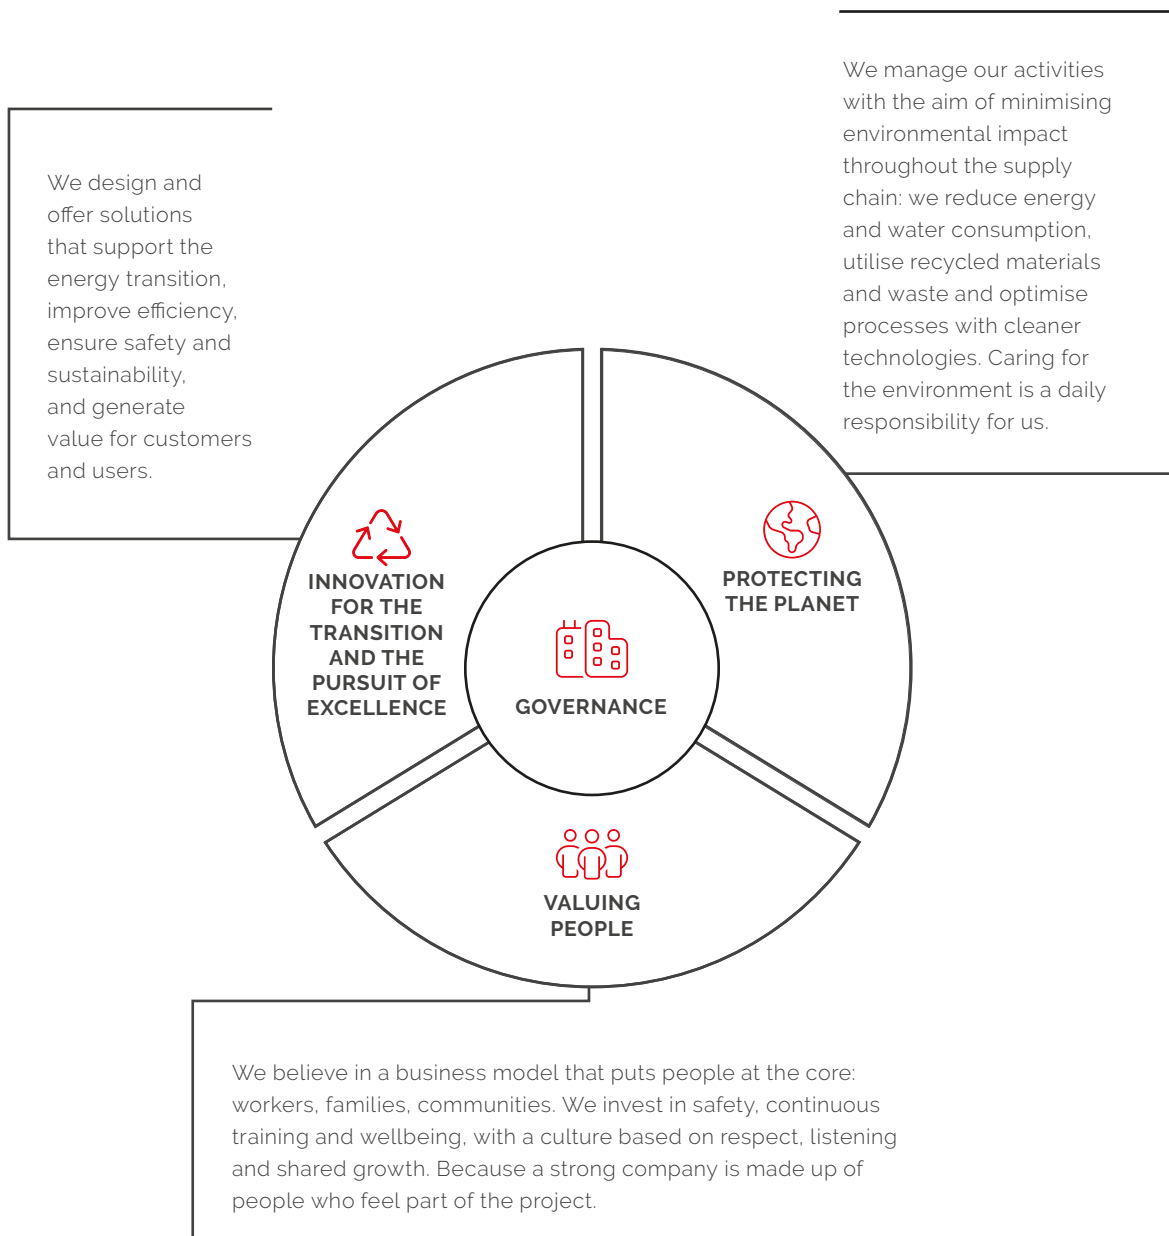 We design and
offer solutions
that support the
energy transition,
improve efficiency,
ensure safety and
sustainability,
and generate
value for customers
and users.
We manage our activities
with the aim of minimising
environmental impact
throughout the supply
chain: we reduce energy
and water consumption,
utilise recycled materials
and waste and optimise
processes with cleaner
technologies. Caring for
the environment is a daily
responsibility for us.
INNOVATION
FOR THE
TRANSITION
AND THE
PURSUIT OF
EXCELLENCE
PROTECTING
THE PLANET
GOVERNANCE
VALUING
PEOPLE
We believe in a business model that puts people at the core:
workers, families, communities. We invest in safety, continuous
training and wellbeing, with a culture based on respect, listening
and shared growth. Because a strong company is made up of
people who feel part of the project.